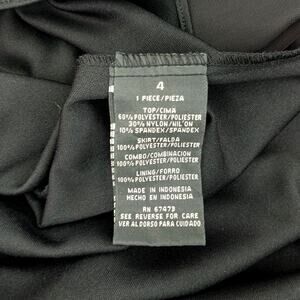 4
1 PIECE/PIEZA
TOP/CIMA
60% POLYESTER/POLIESTER
30% NYLON/NIL'ON
10% SPANDEX/SPANDEX
SKIRT/FALDA
100% POLYESTER/POLIESTER
COMBO/COMBINACION
100% POLYESTER/POLIESTER
LINING/FORRO
100% POLYESTER/POLIESTER
MADE IN INDONESIA
HECHO EN INDONESIA
RN 67473
SEE REVERSE FOR CARE
VER AL DORSO PARA CUIDADO